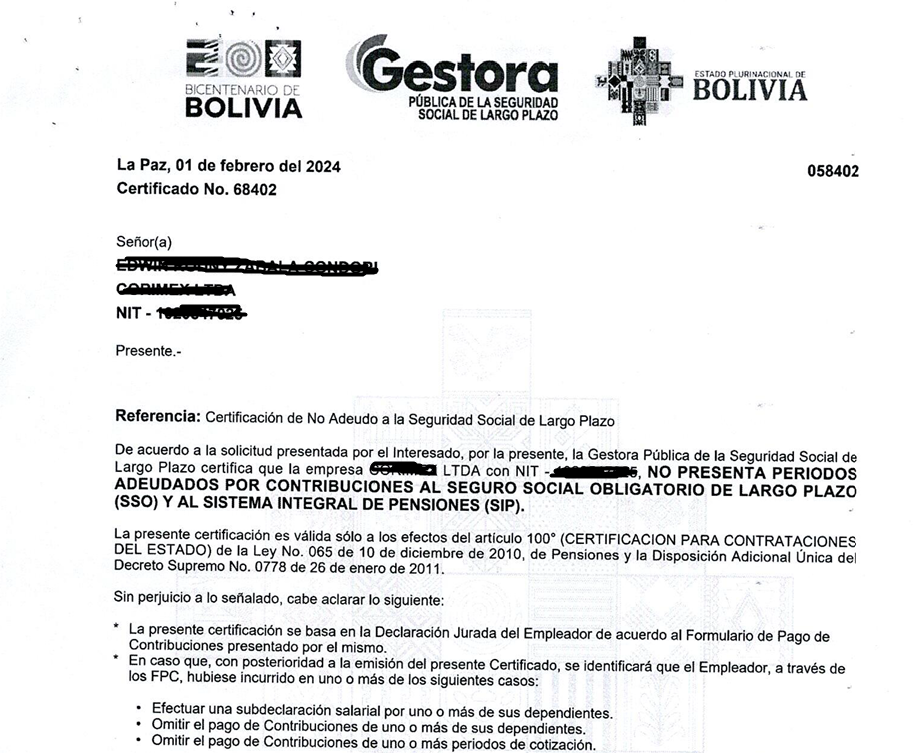 BICENTENARIO DE
BOLIVIA
Gestora
PÚBLICA DE LA SEGURIDAD
SOCIAL DE LARGO PLAZO
ESTADO PLURINACIONAL DE
BOLIVIA
La Paz, 01 de febrero del 2024
058402
Certificado No. 68402
Señor(a)
NIT -
Presente.-
Referencia: Certificación de No Adeudo a la Seguridad Social de Largo Plazo
De acuerdo a la solicitud presentada por el Interesado, por la presente, la Gestora Pública de la Seguridad Social de
Largo Plazo certifica que la empresa LTDA con NIT - , NO PRESENTA PERIODOS
ADEUDADOS POR CONTRIBUCIONES AL SEGURO SOCIAL OBLIGATORIO DE LARGO PLAZO
(SSO) Y AL SISTEMA INTEGRAL DE PENSIONES (SIP).
La presente certificación es válida sólo a los efectos del artículo 100° (CERTIFICACION PARA CONTRATACIONES
DEL ESTADO) de la Ley No. 065 de 10 de diciembre de 2010, de Pensiones y la Disposición Adicional Única del
Decreto Supremo No. 0778 de 26 de enero de 2011.
Sin perjuicio a lo señalado, cabe aclarar lo siguiente:
* La presente certificación se basa en la Declaración Jurada del Empleador de acuerdo al Formulario de Pago de
Contribuciones presentado por el mismo.
* En caso que, con posterioridad a la emisión del presente Certificado, se identificará que el Empleador, a través de
los FPC, hubiese incurrido en uno o más de los siguientes casos:
• Efectuar una subdeclaración salarial por uno o más de sus dependientes.
• Omitir el pago de Contribuciones de uno o más de sus dependientes.
• Omitir el pago de Contribuciones de uno o más periodos de cotización.